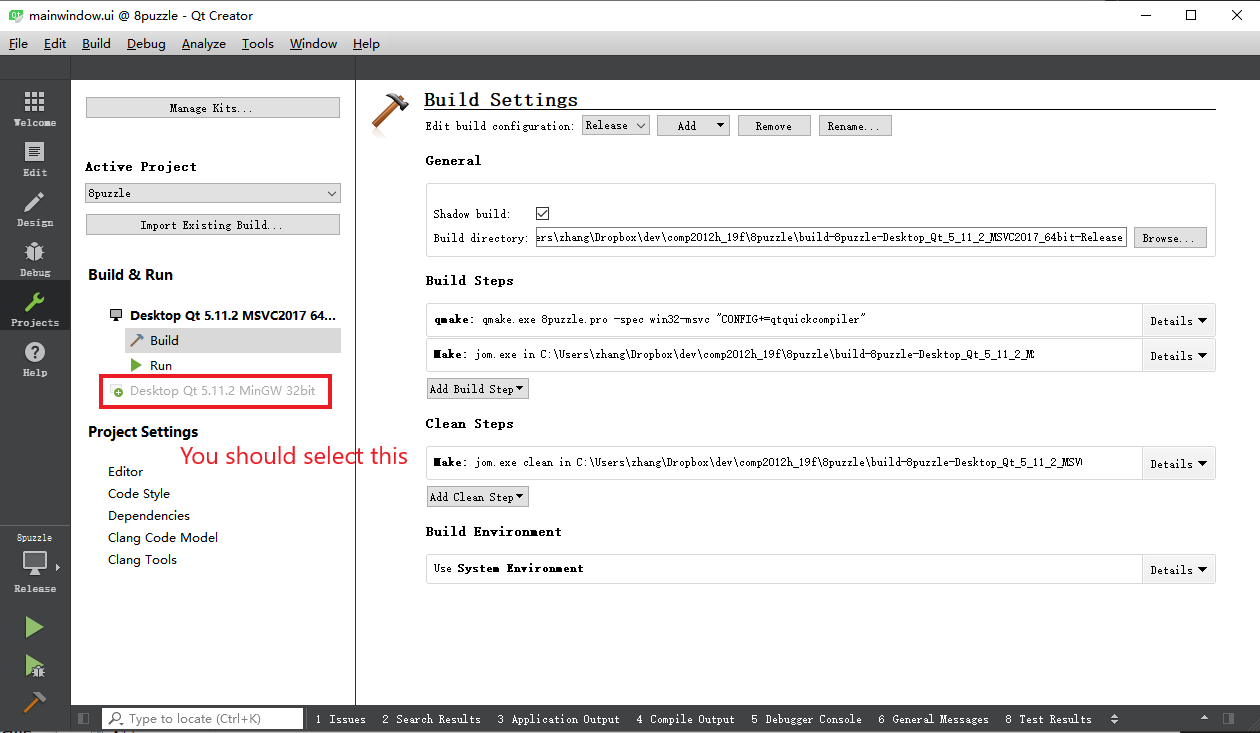 mainwindow.ui @ 8puzzle - Qt Creator
File Edit Build Debug Analyze Tools Window Help
Welcome
Edit
Design
Debug
Projects
Help
8puzzle
Release
Manage Kits...
Active Project
8puzzle
Import Existing Build...
Build & Run
Desktop Qt 5.11.2 MSVC2017 64...
Build
Run
Desktop Qt 5.11.2 MinGW 32bit
Project Settings
You should select this
Editor
Code Style
Dependencies
Clang Code Model
Clang Tools
Build Settings
Edit build configuration: Release Add Remove Rename...
General
Shadow build:
Build directory: ers\zhang\Dropbox\dev\comp2012h_19f\8puzzle\build-8puzzle-Desktop_Qt_5_11_2_MSVC2017_64bit-Release Browse...
Build Steps
qmake: qmake.exe 8puzzle.pro -spec win32-msvc "CONFIG+=qtquickcompiler" Details
Make: jom.exe in C:\Users\zhang\Dropbox\dev\comp2012h_19f\8puzzle\build-8puzzle-Desktop_Qt_5_11_2_MS Details
Add Build Step
Clean Steps
Make: jom.exe clean in C:\Users\zhang\Dropbox\dev\comp2012h_19f\8puzzle\build-8puzzle-Desktop_Qt_5_11_2_MSV Details
Add Clean Step
Build Environment
Use System Environment Details
Type to locate (Ctrl+K) 1 Issues 2 Search Results 3 Application Output 4 Compile Output 5 Debugger Console 6 General Messages 8 Test Results